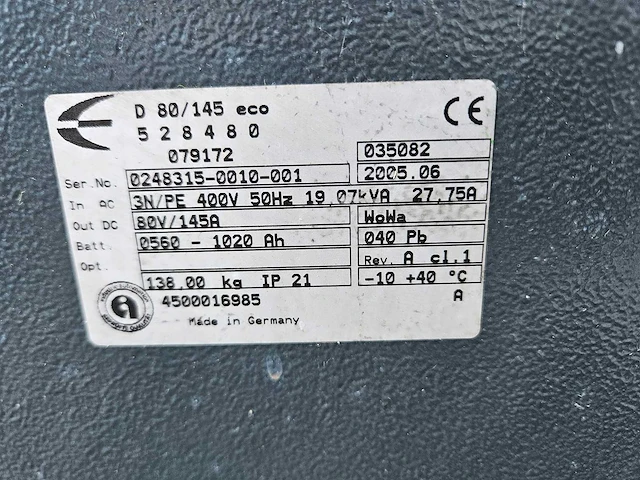 D 80/145 eco
528480
079172 035082
Ser.No. 0248315-0010-001 2005.06
In AC 3N/PE 400V 50Hz 19,07kVA 27,75A
Out DC 80V/145A WoWa
Batt. 0560 - 1020 Ah 040 Pb
Opt. Rev. A cl.1
138.00 kg IP 21 -10 +40 °C
4500016985 A
Made in Germany
CE